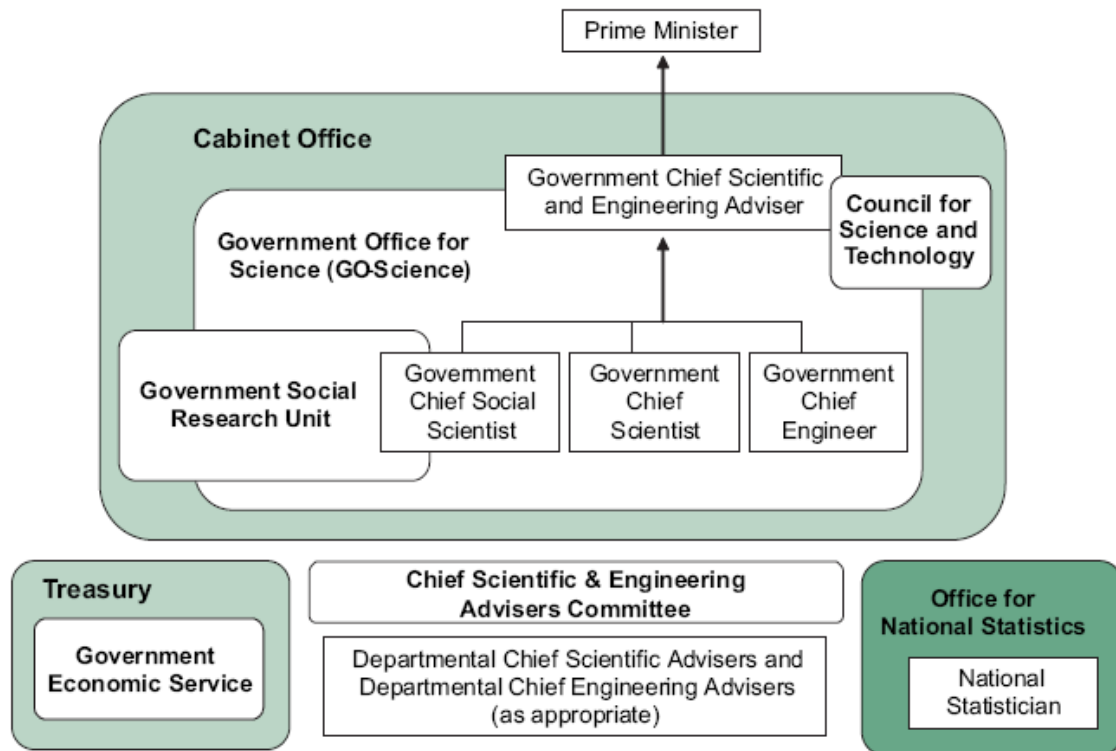 Prime Minister
Cabinet Office
Government Chief Scientific
and Engineering Adviser
Council for
Science and
Technology
Government Office for
Science (GO-Science)
Government Social
Research Unit
Government
Chief Social
Scientist
Government
Chief
Scientist
Government
Chief
Engineer
Treasury
Government
Economic Service
Chief Scientific & Engineering
Advisers Committee
Departmental Chief Scientific Advisers and
Departmental Chief Engineering Advisers
(as appropriate)
Office for
National Statistics
National
Statistician